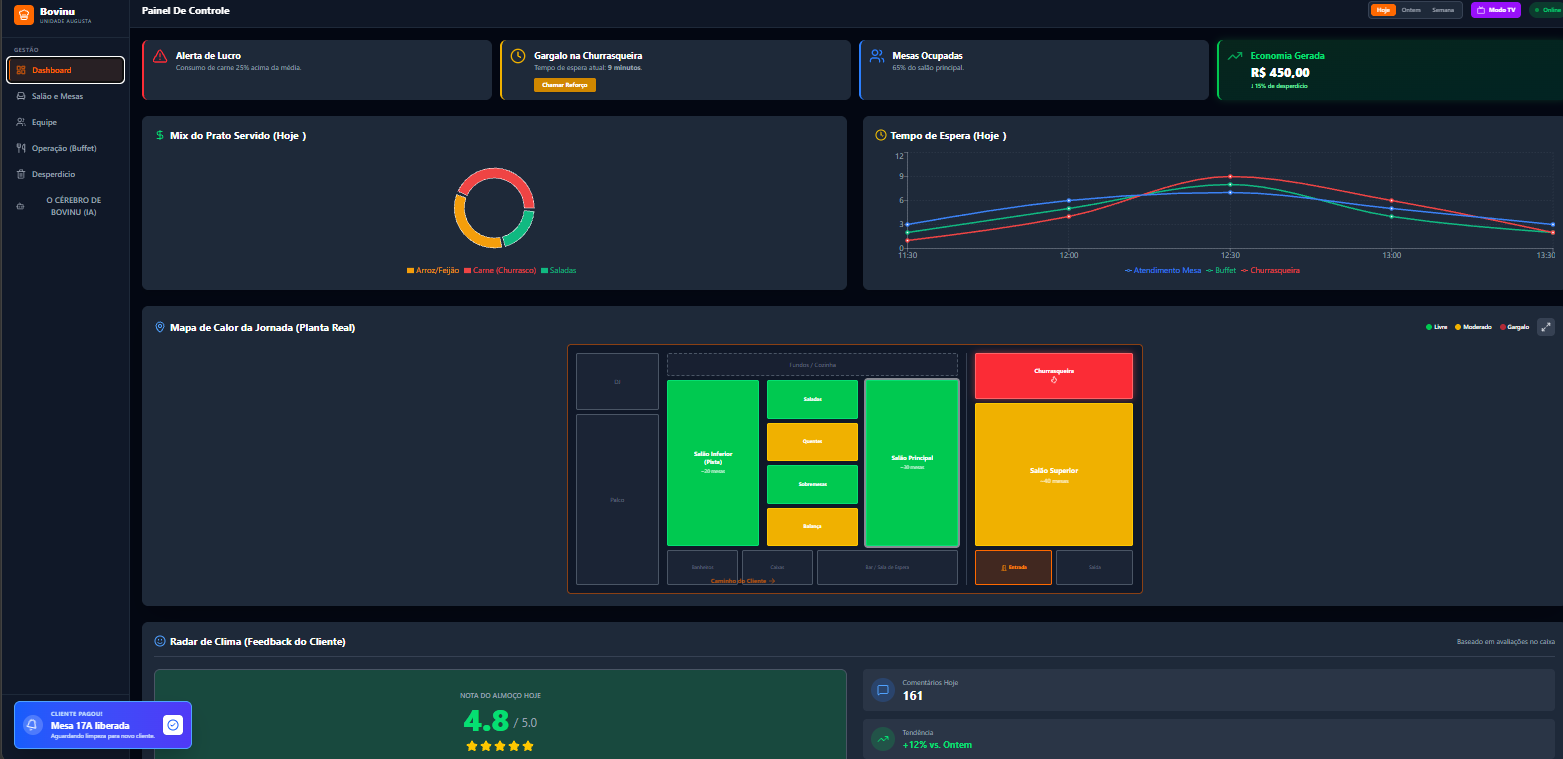 Bovinu
UNIDADE AUGUSTA
GESTÃO
Dashboard
Salão e Mesas
Equipe
Operação (Buffet)
Desperdício
O CÉREBRO DE
BOVINU (IA)
CLIENTE PAGOU!
Mesa 17A liberada
Aguardando limpeza para novo cliente.
Painel De Controle
Hoje
Ontem
Semana
Modo TV
Online
Alerta de Lucro
Consumo de carne 25% acima da média.
Gargalo na Churrasqueira
Tempo de espera atual: 9 minutos.
Chamar Reforço
Mesas Ocupadas
65% do salão principal.
Economia Gerada
R$ 450,00
↓ 15% de desperdício
Mix do Prato Servido (Hoje )
Arroz/Feijão
Carne (Churrasco)
Saladas
Tempo de Espera (Hoje )
12
9
6
3
0
11:30
12:00
12:30
13:00
13:30
Atendimento Mesa
Buffet
Churrasqueira
Mapa de Calor da Jornada (Planta Real)
Livre
Moderado
Gargalo
DJ
Palco
Fundos / Cozinha
Salão Inferior
(Pista)
~20 mesas
Saladas
Quentes
Sobremesas
Balança
Salão Principal
~30 mesas
Churrasqueira
Salão Superior
~40 mesas
Banheiros
Caixas
Bar / Sala de Espera
Caminho do Cliente →
Entrada
Saída
Radar de Clima (Feedback do Cliente)
Baseado em avaliações no caixa
NOTA DO ALMOÇO HOJE
4.8 / 5.0
Comentários Hoje
161
Tendência
+12% vs. Ontem